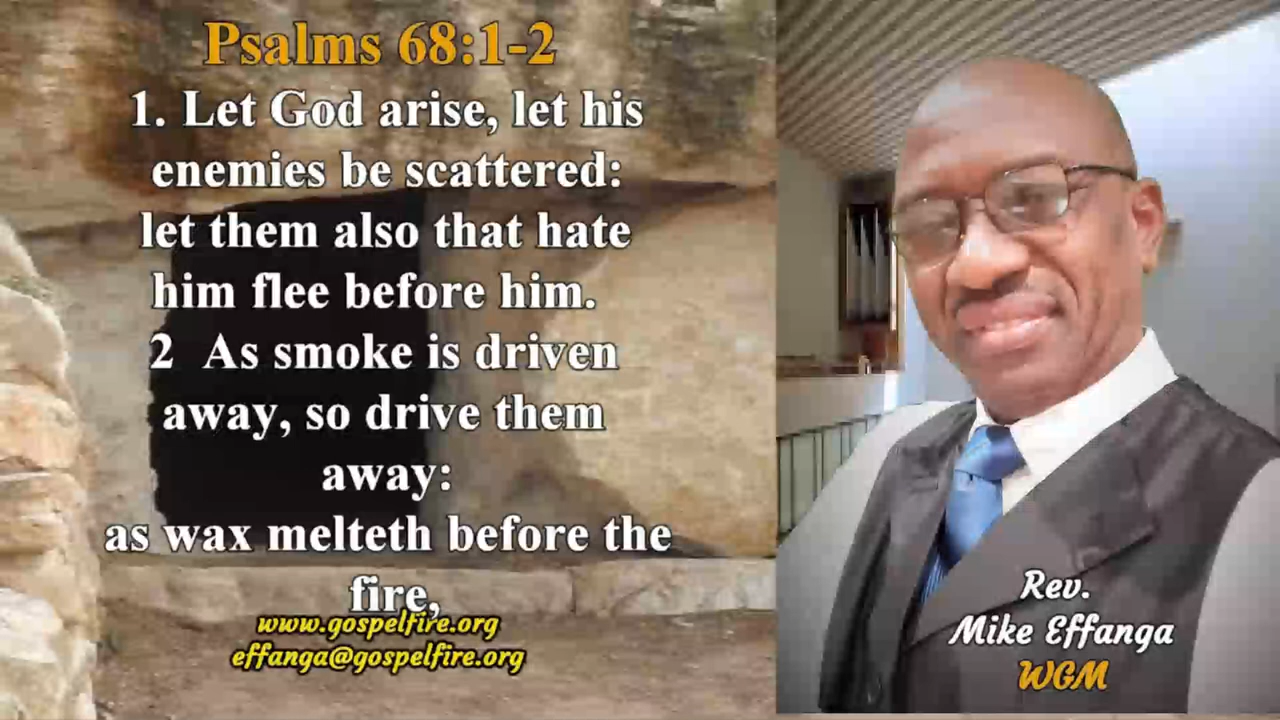 Psalms 68:1-2
1. Let God arise, let his
enemies be scattered:
let them also that hate
him flee before him.
2 As smoke is driven
away, so drive them
away:
as wax melteth before the
fire,
www.gospelfire.org
effanga@gospelfire.org
Rev.
Mike Effanga
WGM